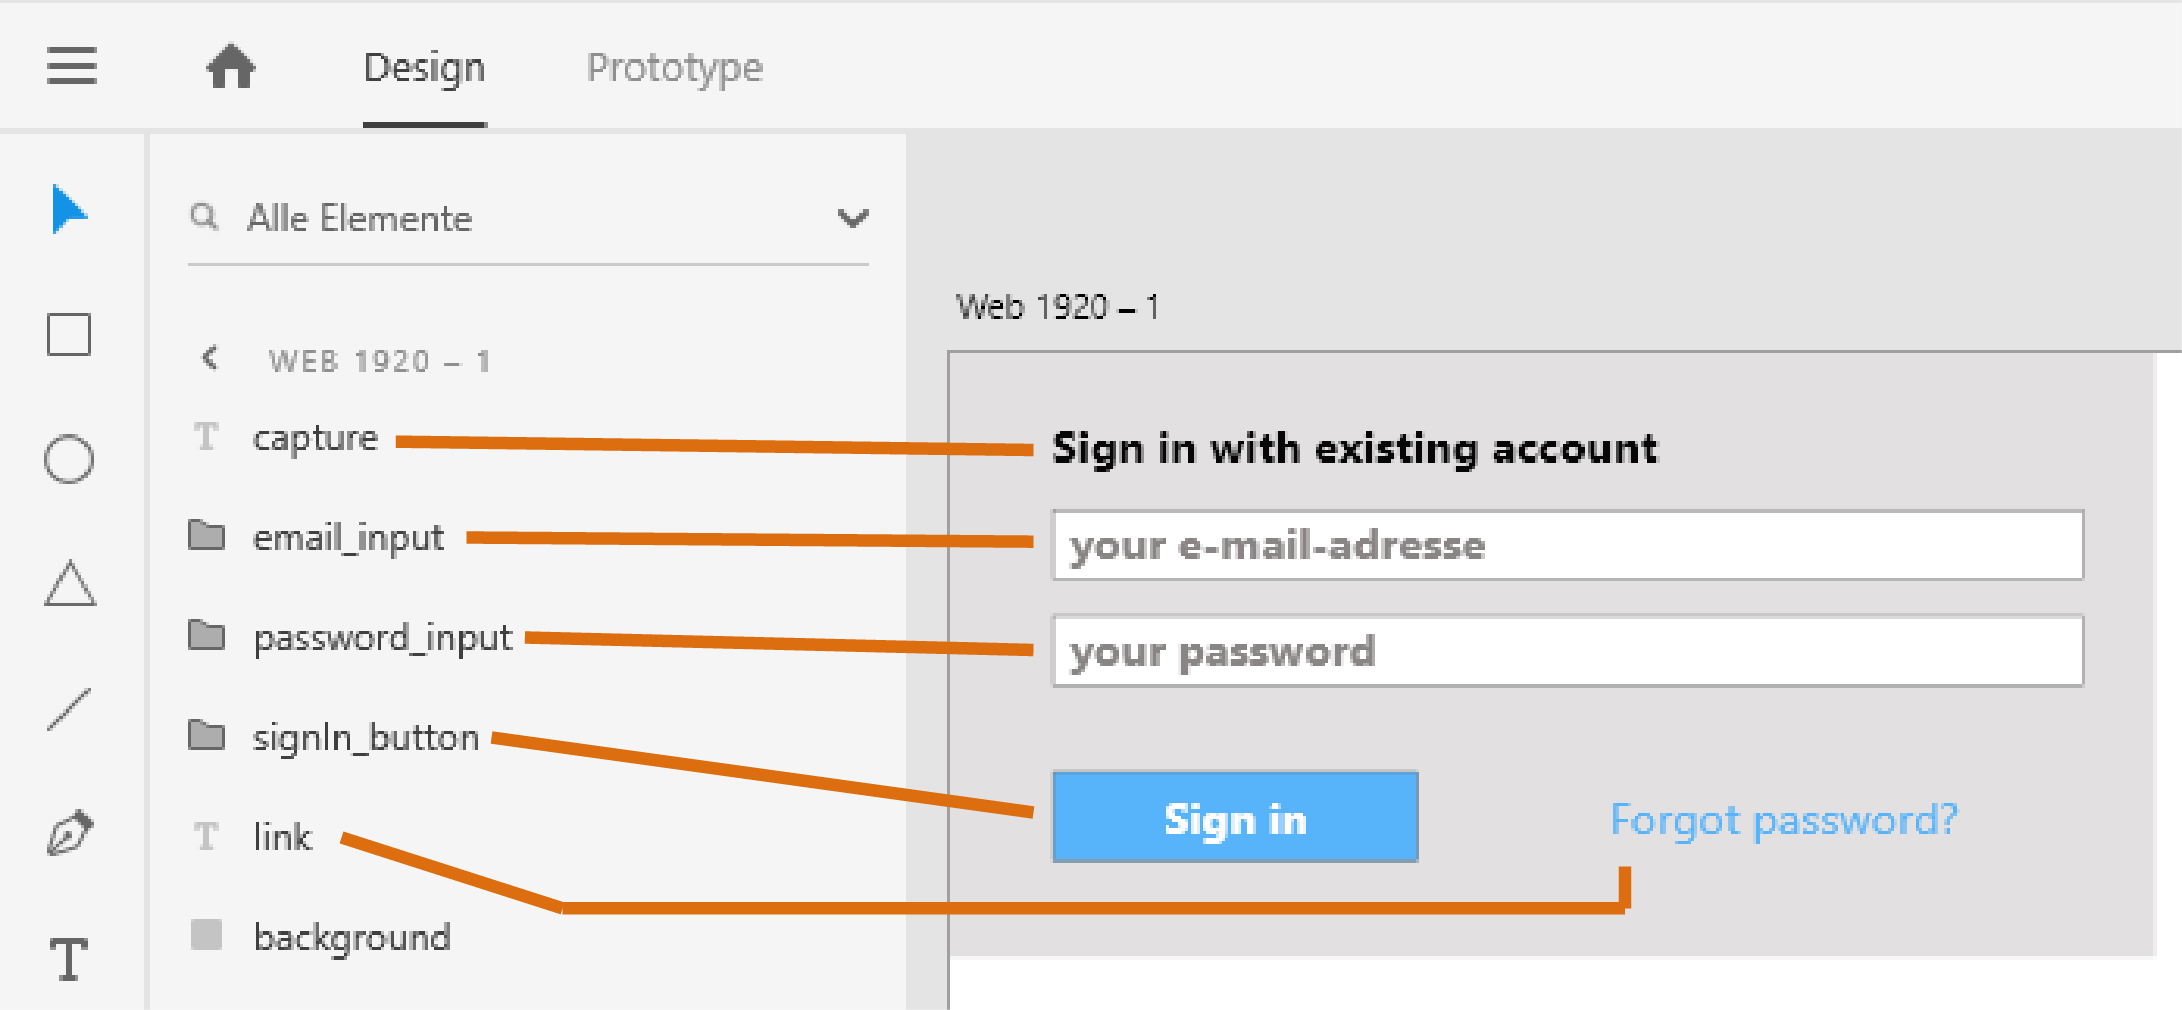 Design Prototype
Alle Elemente
WEB 1920 – 1
capture
email_input
password_input
signIn_button
link
background
Web 1920 – 1
Sign in with existing account
your e-mail-adresse
your password
Sign in
Forgot password?